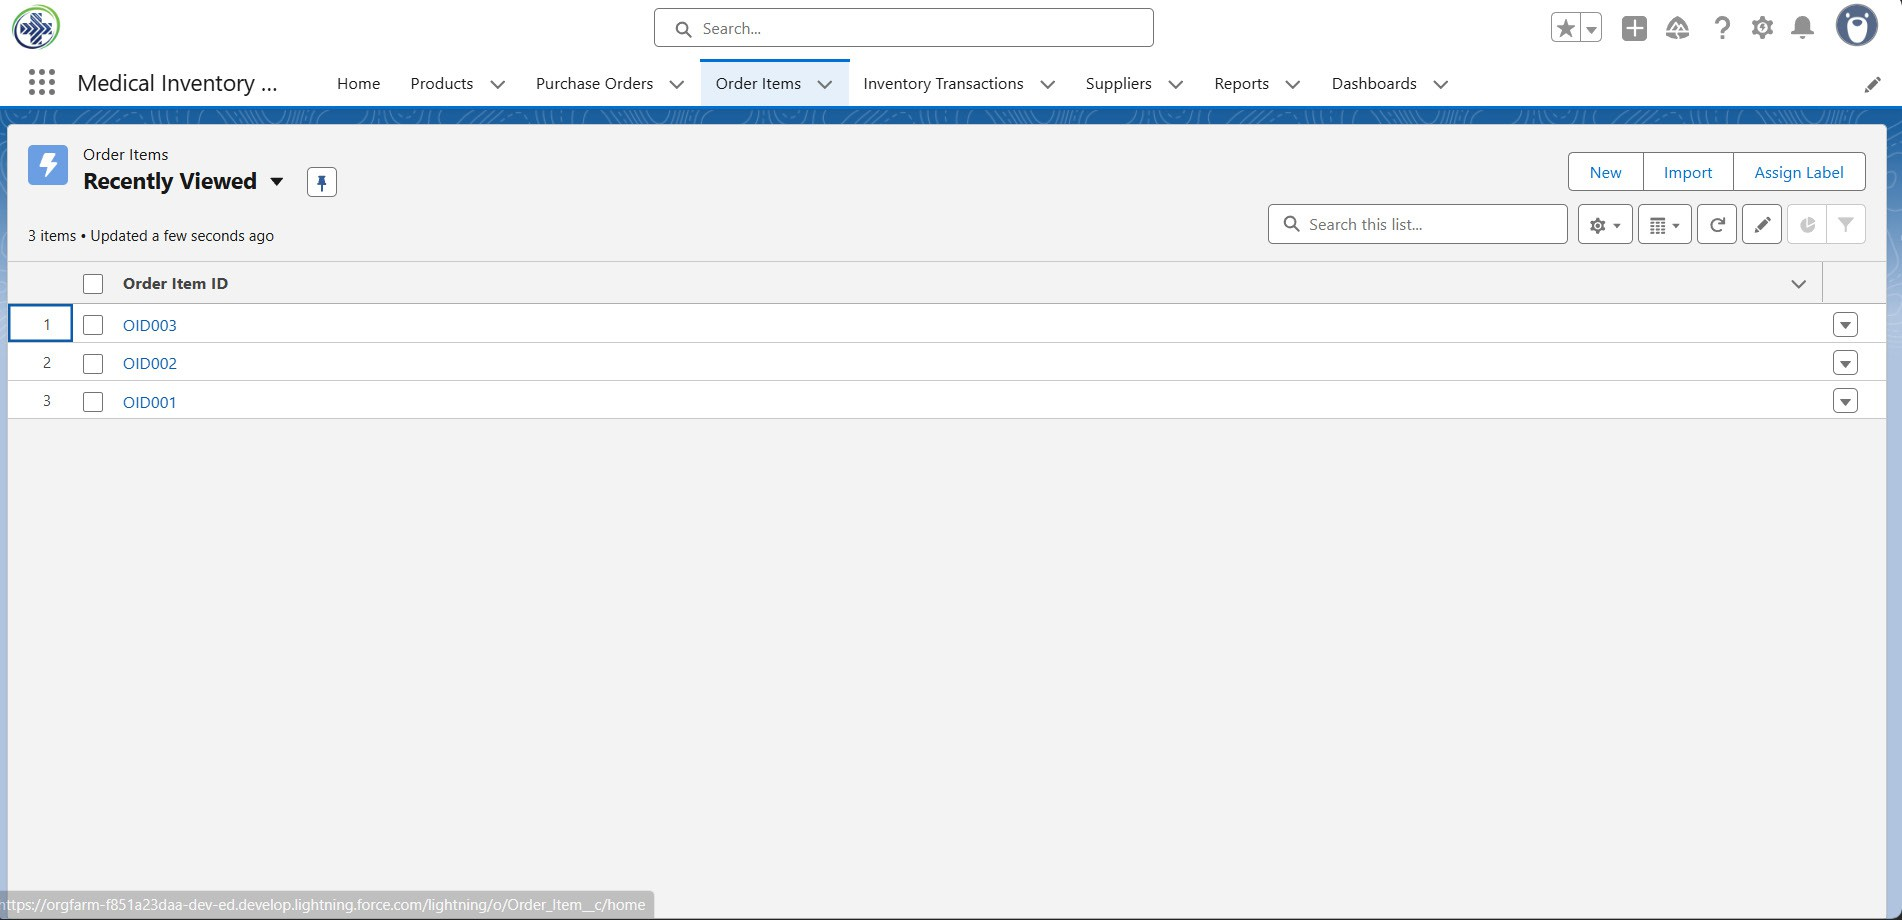 Search...
Medical Inventory ...
Home
Products
Purchase Orders
Order Items
Inventory Transactions
Suppliers
Reports
Dashboards
Order Items
Recently Viewed
New
Import
Assign Label
3 items • Updated a few seconds ago
Search this list...
Order Item ID
1 OID003
2 OID002
3 OID001
https://orgfarm-f851a23daa-dev-ed.develop.lightning.force.com/lightning/o/Order_Item__c/home